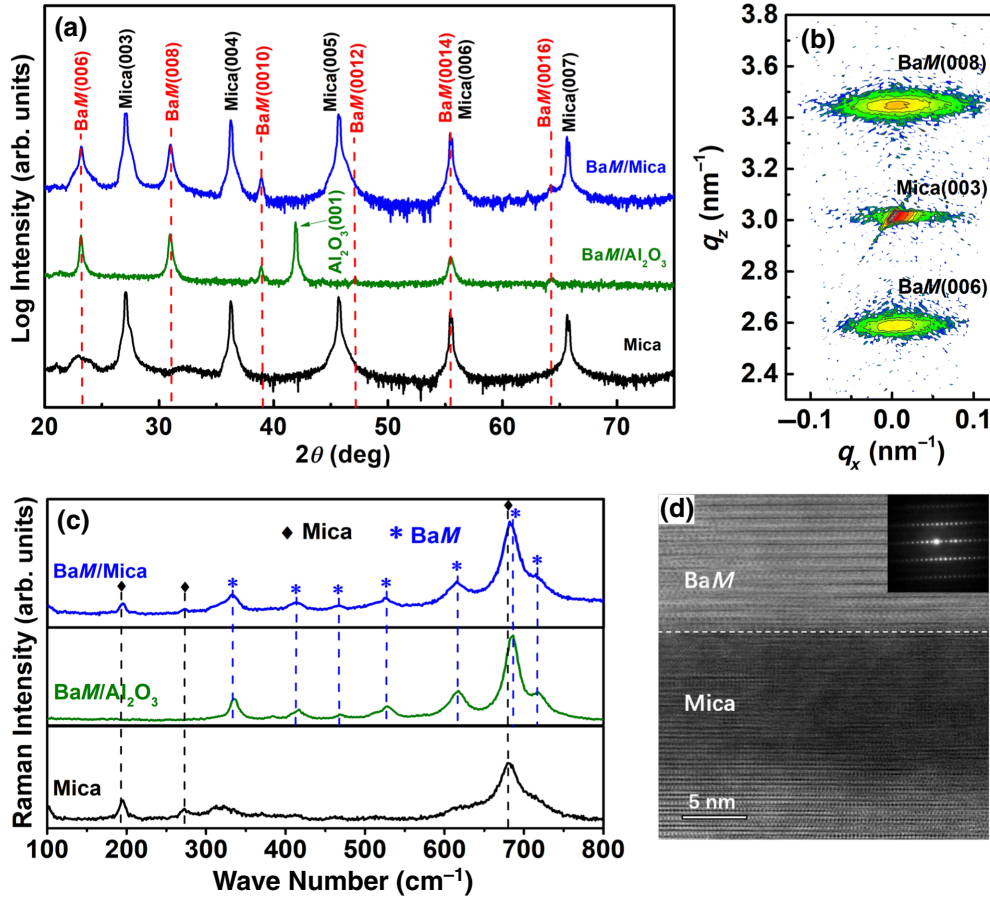 (a)
BaM(006)
Mica(003)
BaM(008)
Mica(004)
BaM(0010)
Mica(005)
BaM(0012)
BaM(0014)
Mica(006)
BaM(0016)
Mica(007)
BaM/Mica
Al₂O₃(001)
BaM/Al₂O₃
Mica
Log Intensity (arb. units)
20 30 40 50 60 70
2θ (deg)
(b)
BaM(008)
Mica(003)
BaM(006)
3.8
3.6
3.4
3.2
3.0
2.8
2.6
2.4
qz (nm⁻¹)
–0.1 0.0 0.1
qx (nm⁻¹)
(c)
♦ Mica * BaM
BaM/Mica
BaM/Al₂O₃
Mica
Raman Intensity (arb. units)
100 200 300 400 500 600 700 800
Wave Number (cm⁻¹)
(d)
BaM
Mica
5 nm